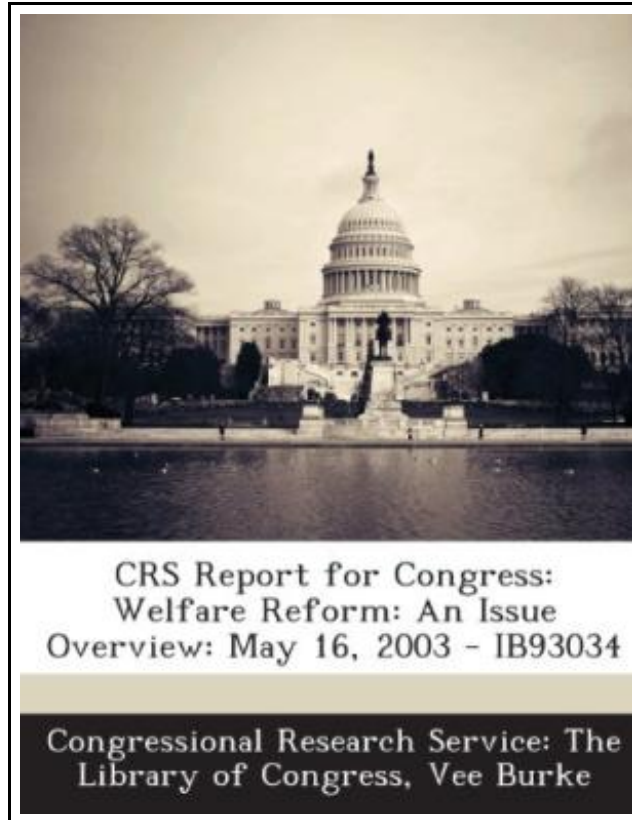 CRS Report for Congress:
Welfare Reform: An Issue
Overview: May 16, 2003 - IB93034
Congressional Research Service: The
Library of Congress, Vee Burke